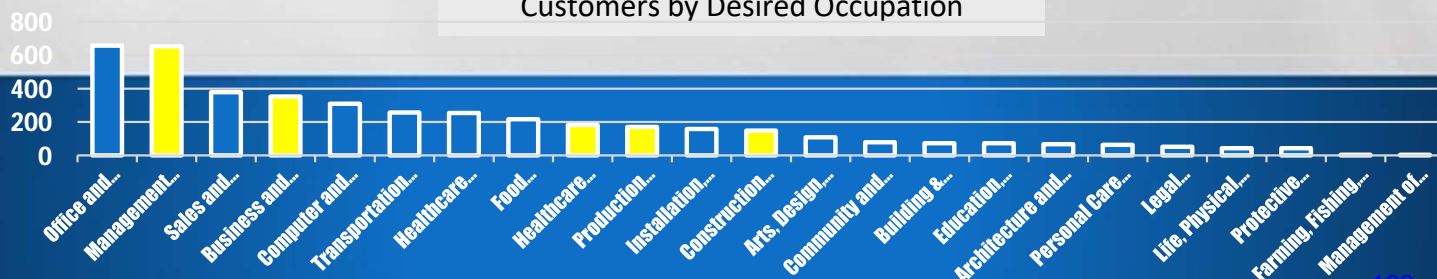 Customers by Desired Occupation
800
600
400
200
0
Office and...
Management...
Sales and...
Business and...
Computer and...
Transportation...
Healthcare...
Food...
Healthcare...
Production...
Installation,...
Construction...
Arts, Design,...
Community and...
Building &...
Education,...
Architecture and...
Personal Care...
Legal...
Life, Physical,...
Protective...
Farming, Fishing,...
Management of...